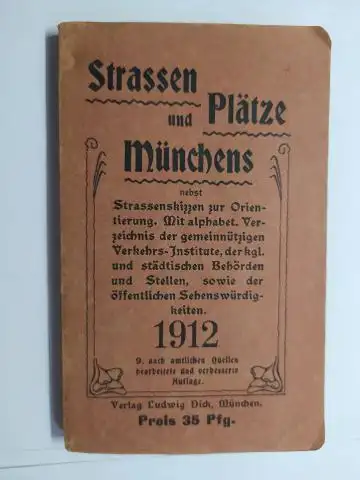 Strassen
und Plätze
Münchens
nebst
Strassenskizzen zur Orien-
tierung. Mit alphabet. Ver-
zeichnis der gemeinnützigen
Verkehrs-Institute, der kgl.
und städtischen Behörden
und Stellen, sowie der
öffentlichen Sehenswürdig-
keiten.
1912
9. nach amtlichen Quellen
bearbeitete und verbesserte
Auflage.
Verlag Ludwig Dick, München.
Preis 35 Pfg.